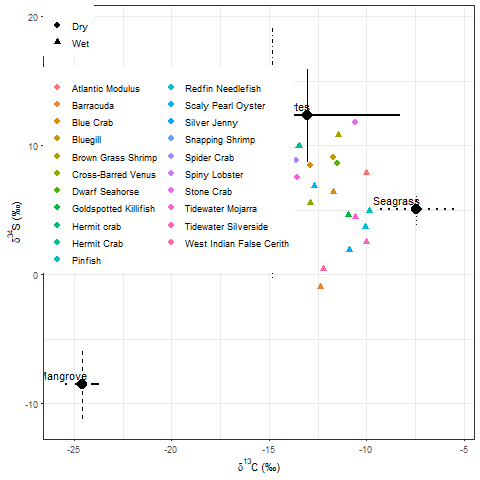 20
Dry
Wet
Atlantic Modulus
Redfin Needlefish
Barracuda
Scaly Pearl Oyster
Blue Crab
Silver Jenny
Bluegill
Snapping Shrimp
Brown Grass Shrimp
Spider Crab
Cross-Barred Venus
Spiny Lobster
Dwarf Seahorse
Stone Crab
Goldspotted Killifish
Tidewater Mojarra
Hermit crab
Tidewater Silverside
Hermit Crab
West Indian False Cerith
Pinfish
tes
10
Seagrass
δ34S (‰)
0
Mangrove
-10
-25
-20
-15
-10
-5
δ13C (‰)